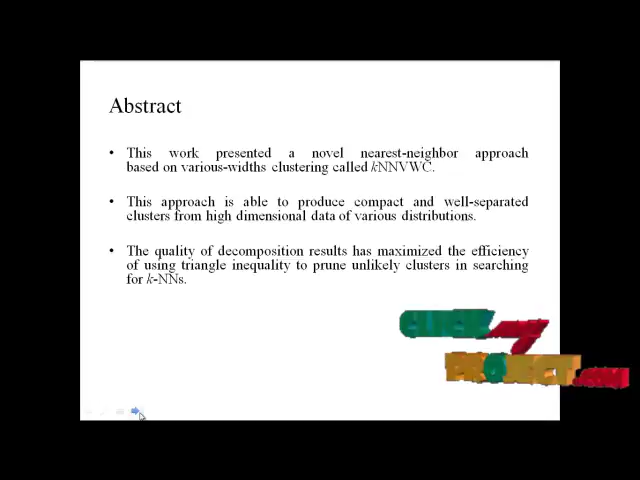 Abstract
• This work presented a novel nearest-neighbor approach
based on various-widths clustering called kNNVWC.
• This approach is able to produce compact and well-separated
clusters from high dimensional data of various distributions.
• The quality of decomposition results has maximized the efficiency
of using triangle inequality to prune unlikely clusters in searching
for k-NNs.